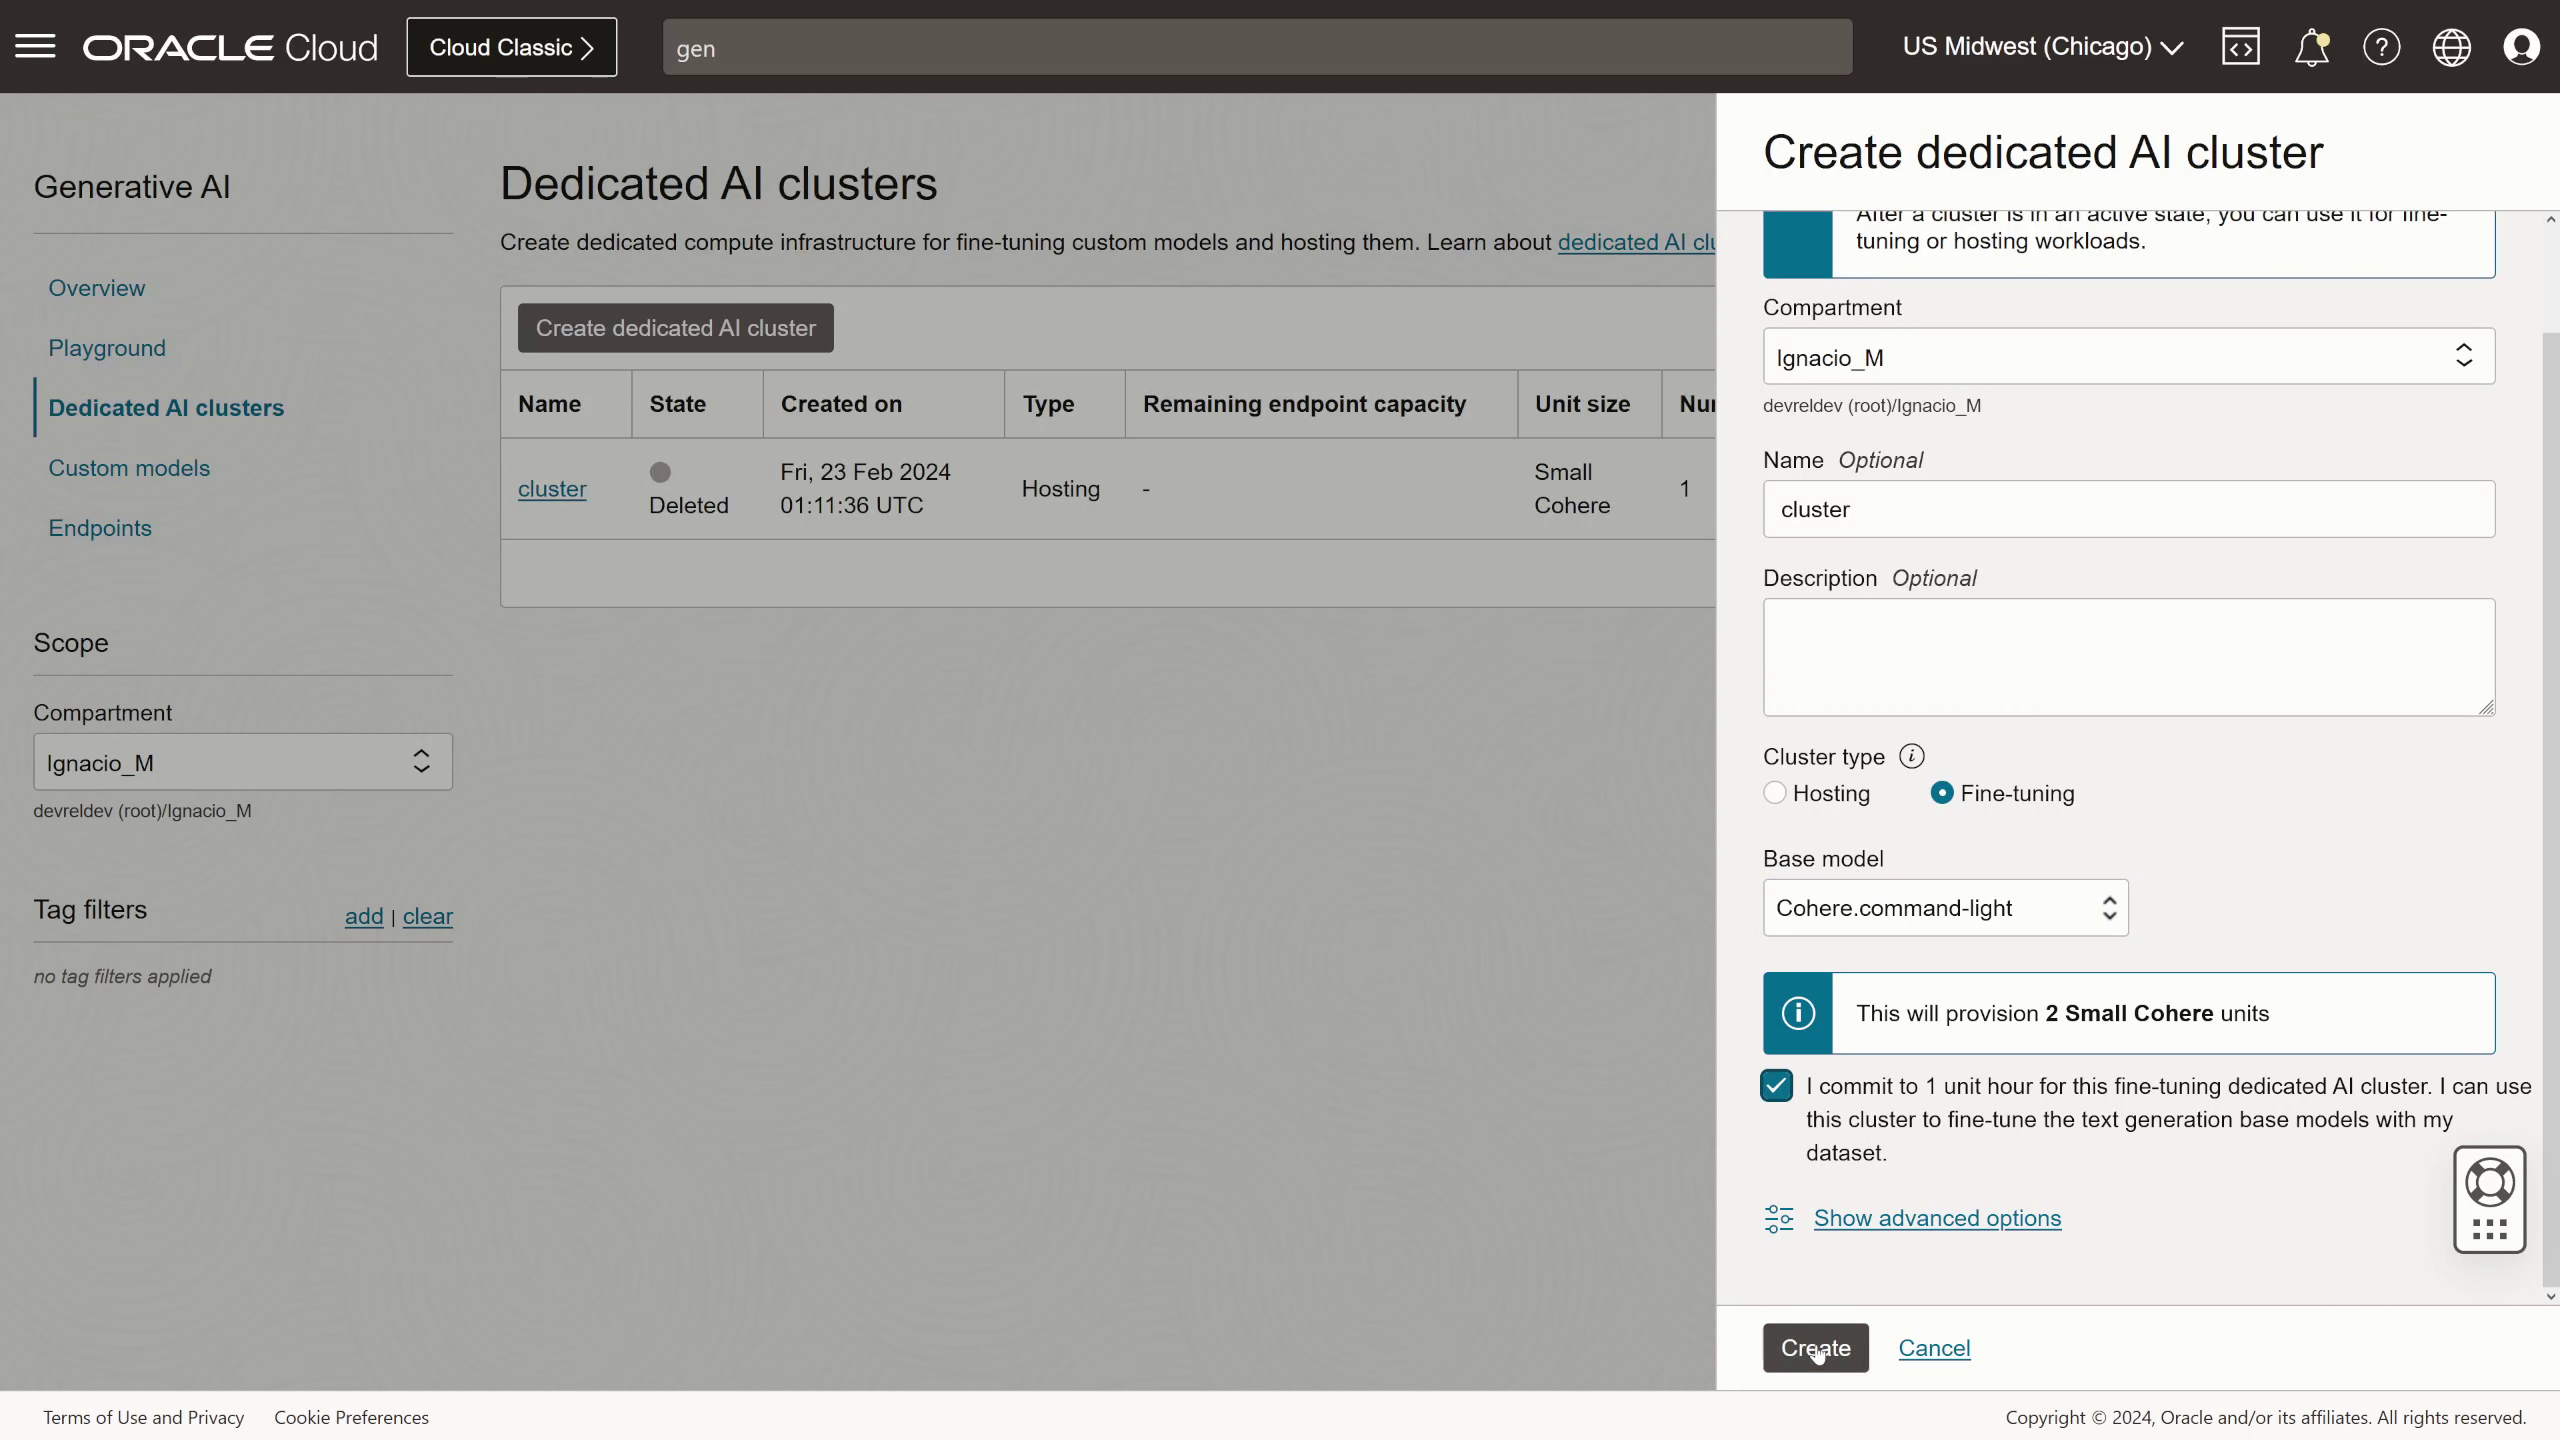 ORACLE Cloud
Cloud Classic
gen
US Midwest (Chicago)
Generative AI
Overview
Playground
Dedicated AI clusters
Custom models
Endpoints
Scope
Compartment
Ignacio_M
devreldev (root)/Ignacio_M
Tag filters
add | clear
no tag filters applied
Dedicated AI clusters
Create dedicated compute infrastructure for fine-tuning custom models and hosting them. Learn about dedicated AI clu
Create dedicated AI cluster
Name State Created on Type Remaining endpoint capacity Unit size Nu
cluster Deleted Fri, 23 Feb 2024 01:11:36 UTC Hosting - Small Cohere 1
Create dedicated AI cluster
After a cluster is in an active state, you can use it for fine-
tuning or hosting workloads.
Compartment
Ignacio_M
devreldev (root)/Ignacio_M
Name Optional
cluster
Description Optional
Cluster type
Hosting Fine-tuning
Base model
Cohere.command-light
This will provision 2 Small Cohere units
I commit to 1 unit hour for this fine-tuning dedicated AI cluster. I can use
this cluster to fine-tune the text generation base models with my
dataset.
Show advanced options
Create Cancel
Terms of Use and Privacy Cookie Preferences
Copyright © 2024, Oracle and/or its affiliates. All rights reserved.